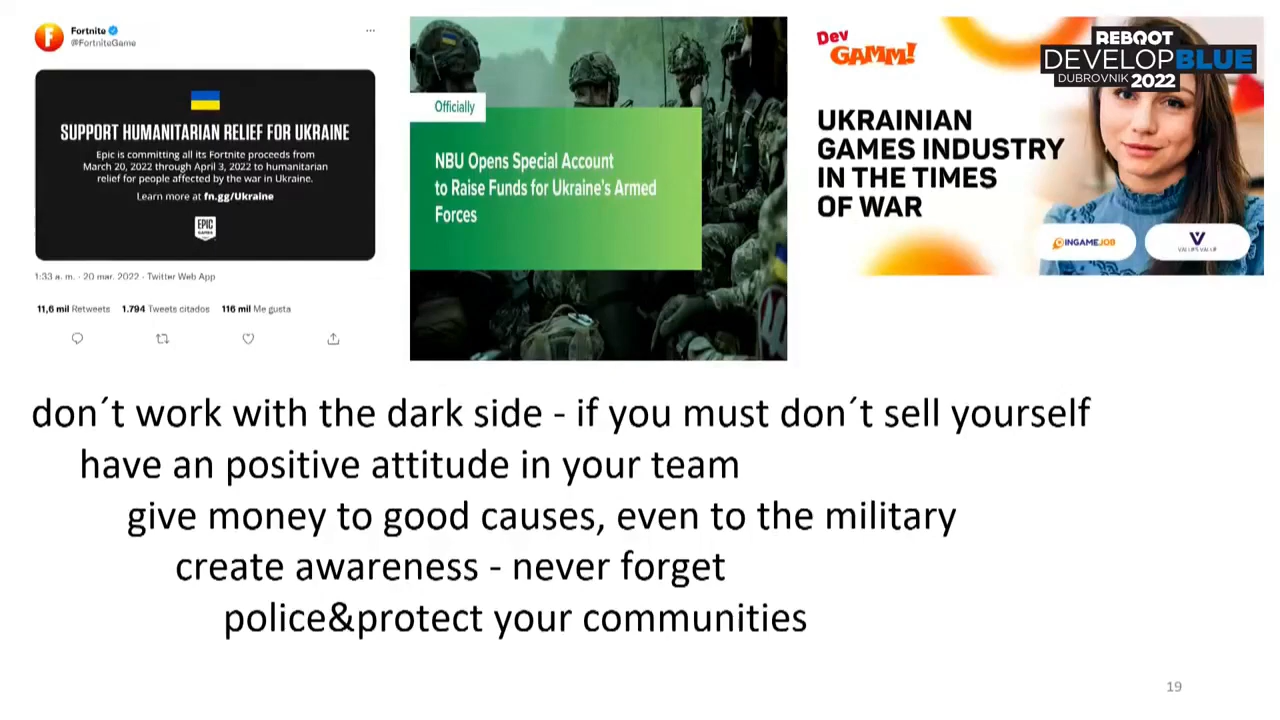 Fortnite
@FortniteGame
SUPPORT HUMANITARIAN RELIEF FOR UKRAINE
Epic is committing all its Fortnite proceeds from
March 20, 2022 through April 3, 2022 to humanitarian
relief for people affected by the war in Ukraine.
Learn more at fn.gg/Ukraine
EPIC
GAMES
1:33 a. m. · 20 mar. 2022 · Twitter Web App
11,6 mil Retweets 1.794 Tweets citados 116 mil Me gusta
Officially
NBU Opens Special Account
to Raise Funds for Ukraine's Armed
Forces
Dev
GAMM!
REBOOT
DEVELOPBLUE
DUBROVNIK 2022
UKRAINIAN
GAMES INDUSTRY
IN THE TIMES
OF WAR
INGAMEJOB
VALUES VALUE
don´t work with the dark side - if you must don´t sell yourself
have an positive attitude in your team
give money to good causes, even to the military
create awareness - never forget
police&protect your communities
19